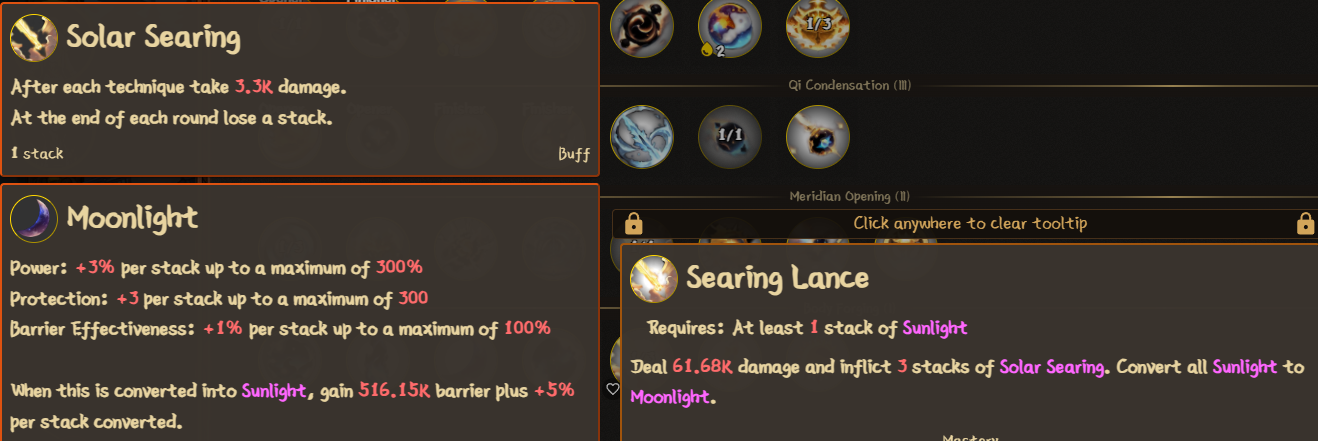 Solar Searing
After each technique take 3.3K damage.
At the end of each round lose a stack.
1 stack
Buff
Moonlight
Power: +3% per stack up to a maximum of 300%
Protection: +3 per stack up to a maximum of 300
Barrier Effectiveness: +1% per stack up to a maximum of 100%
When this is converted into Sunlight, gain 516.15K barrier plus +5%
per stack converted.
2
1/3
Qi Condensation (III)
1/1
Meridian Opening (II)
Click anywhere to clear tooltip
Searing Lance
Requires: At least 1 stack of Sunlight
Deal 61.68K damage and inflict 3 stacks of Solar Searing. Convert all Sunlight to
Moonlight.
Mastery